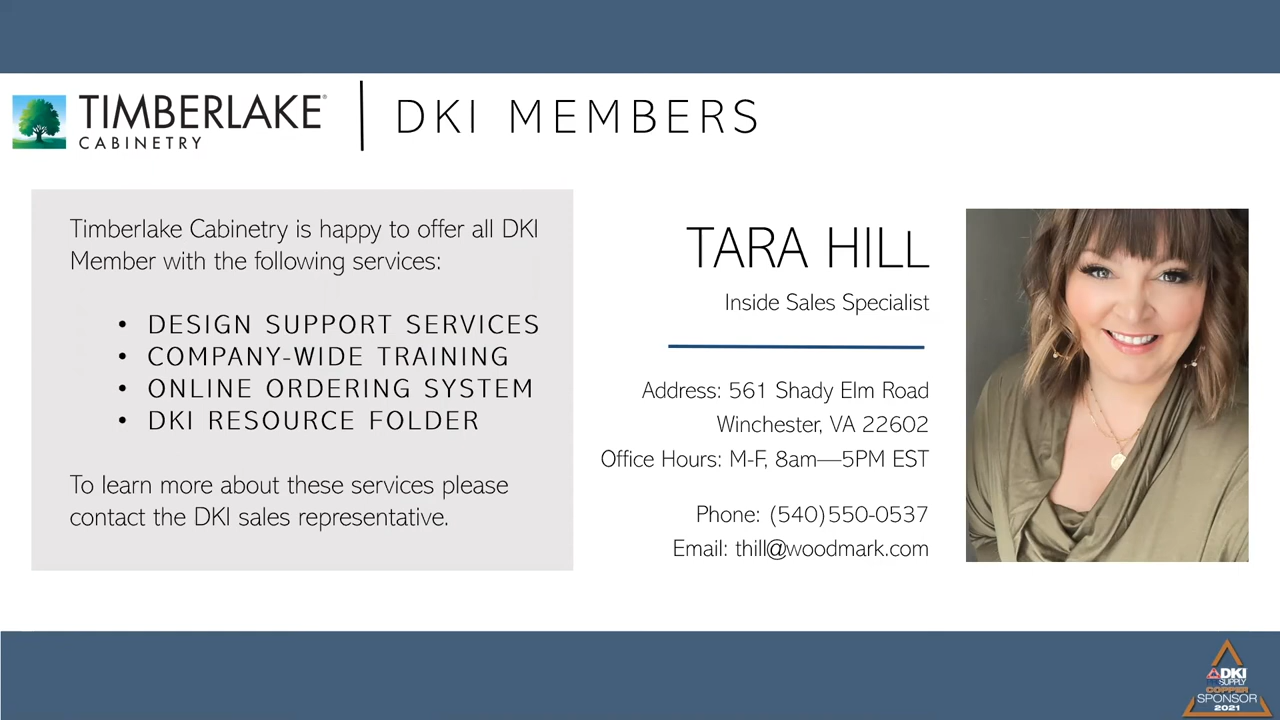 TIMBERLAKE®
CABINETRY
DKI MEMBERS
Timberlake Cabinetry is happy to offer all DKI
Member with the following services:
• DESIGN SUPPORT SERVICES
• COMPANY-WIDE TRAINING
• ONLINE ORDERING SYSTEM
• DKI RESOURCE FOLDER
To learn more about these services please
contact the DKI sales representative.
TARA HILL
Inside Sales Specialist
Address: 561 Shady Elm Road
Winchester, VA 22602
Office Hours: M-F, 8am—5PM EST
Phone: (540)550-0537
Email: thill@woodmark.com
DKI
SUPPLY
COPPER
SPONSOR
2021